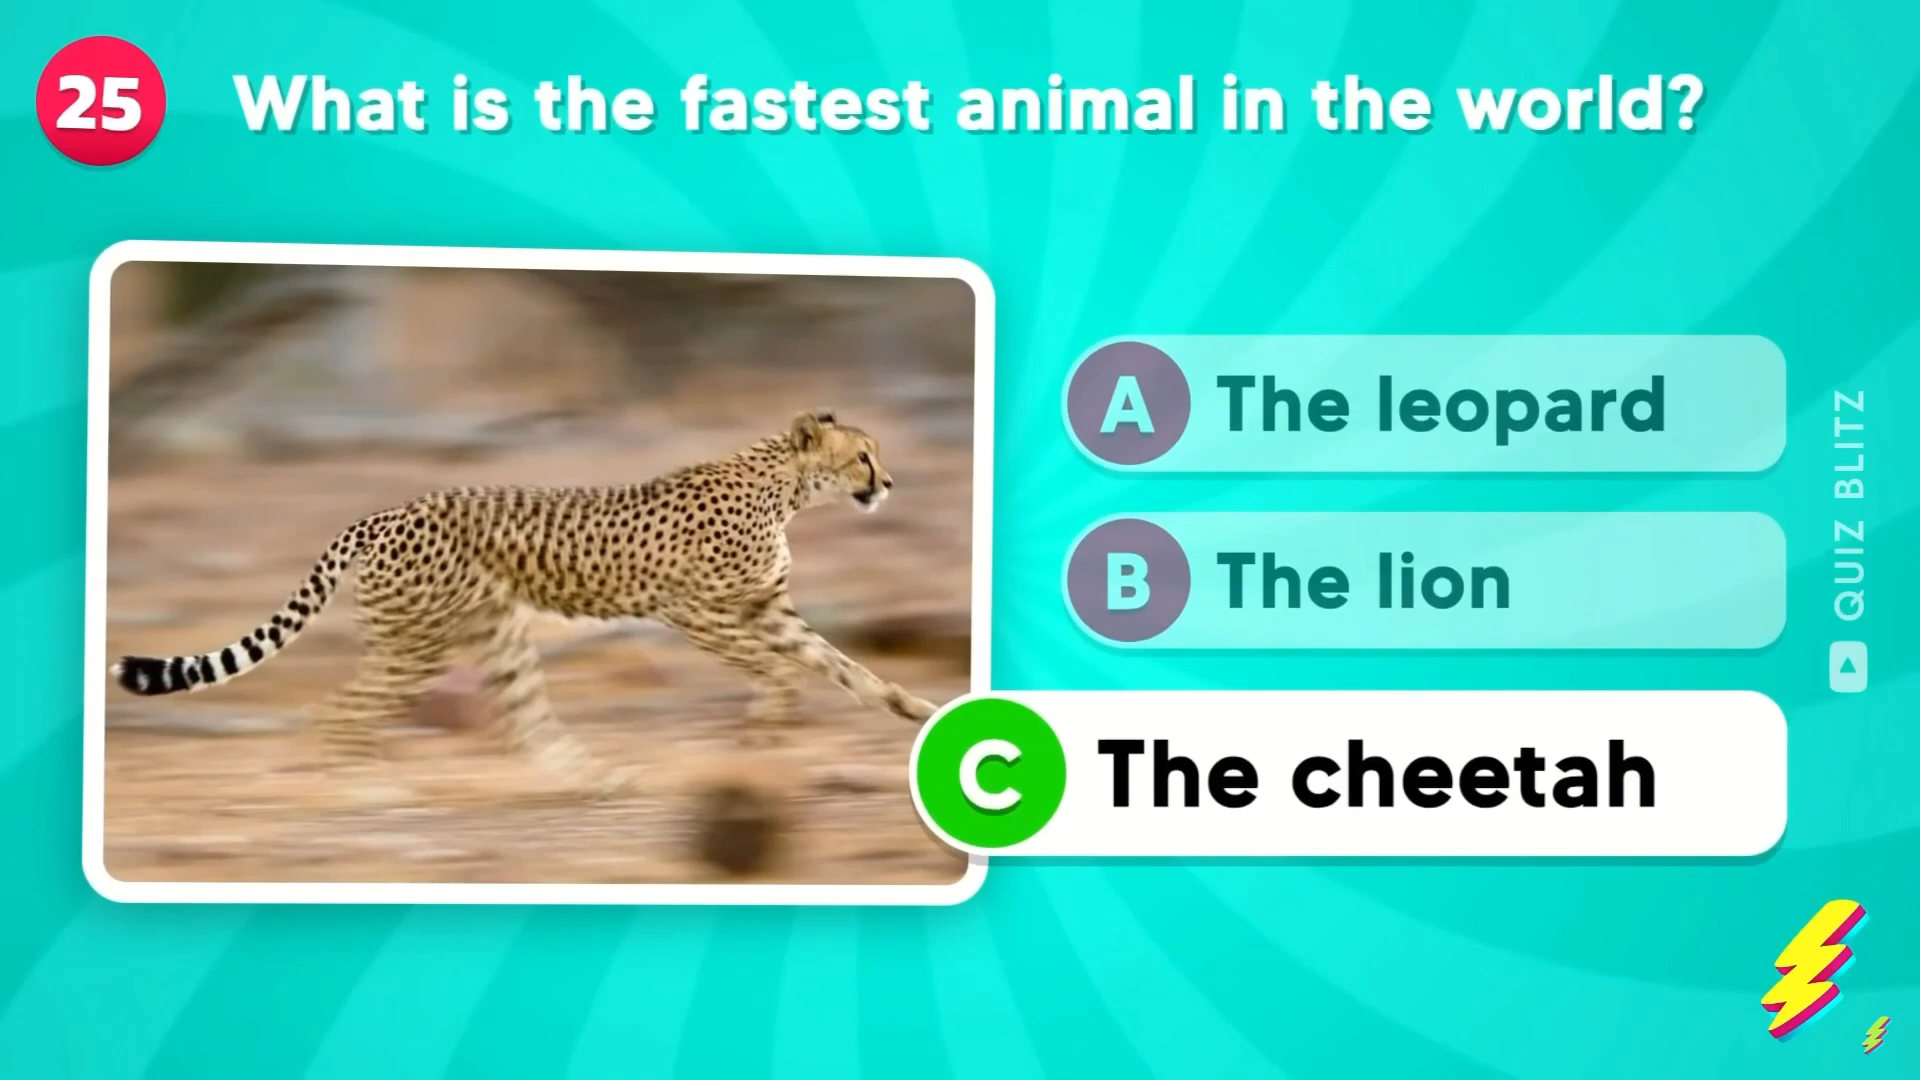 25
What is the fastest animal in the world?
A The leopard
B The lion
C The cheetah
QUIZ BLITZ